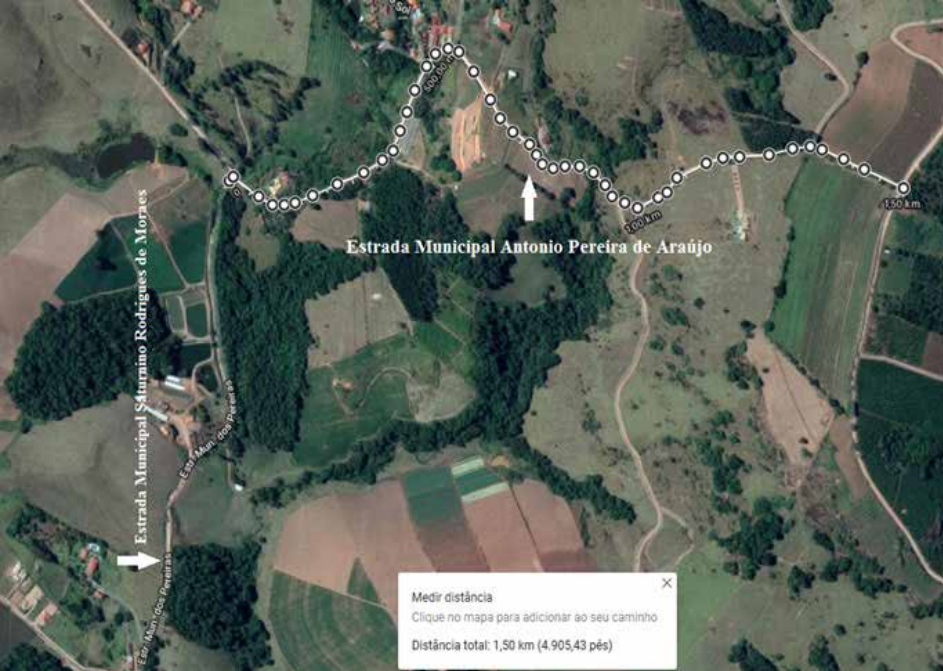 Sol
500,00 m
0
1,50 km
1,00 km
Estrada Municipal Antonio Pereira de Araújo
Estrada Municipal Saturnino Rodrigues de Moraes
Estr. Mun. dos Pereiras
Estr. Mun. dos Pereiras
Medir distância
Clique no mapa para adicionar ao seu caminho
Distância total: 1,50 km (4.905,43 pés)